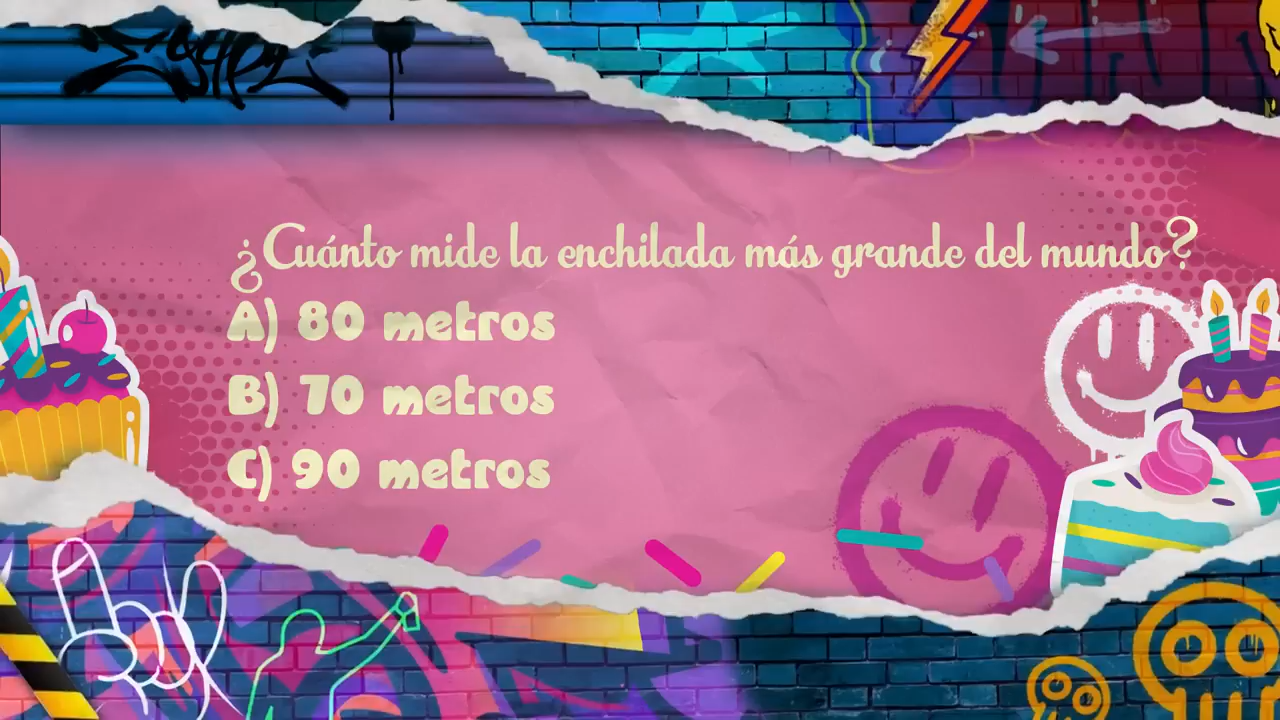 ¿Cuánto mide la enchilada más grande del mundo?
A) 80 metros
B) 70 metros
C) 90 metros